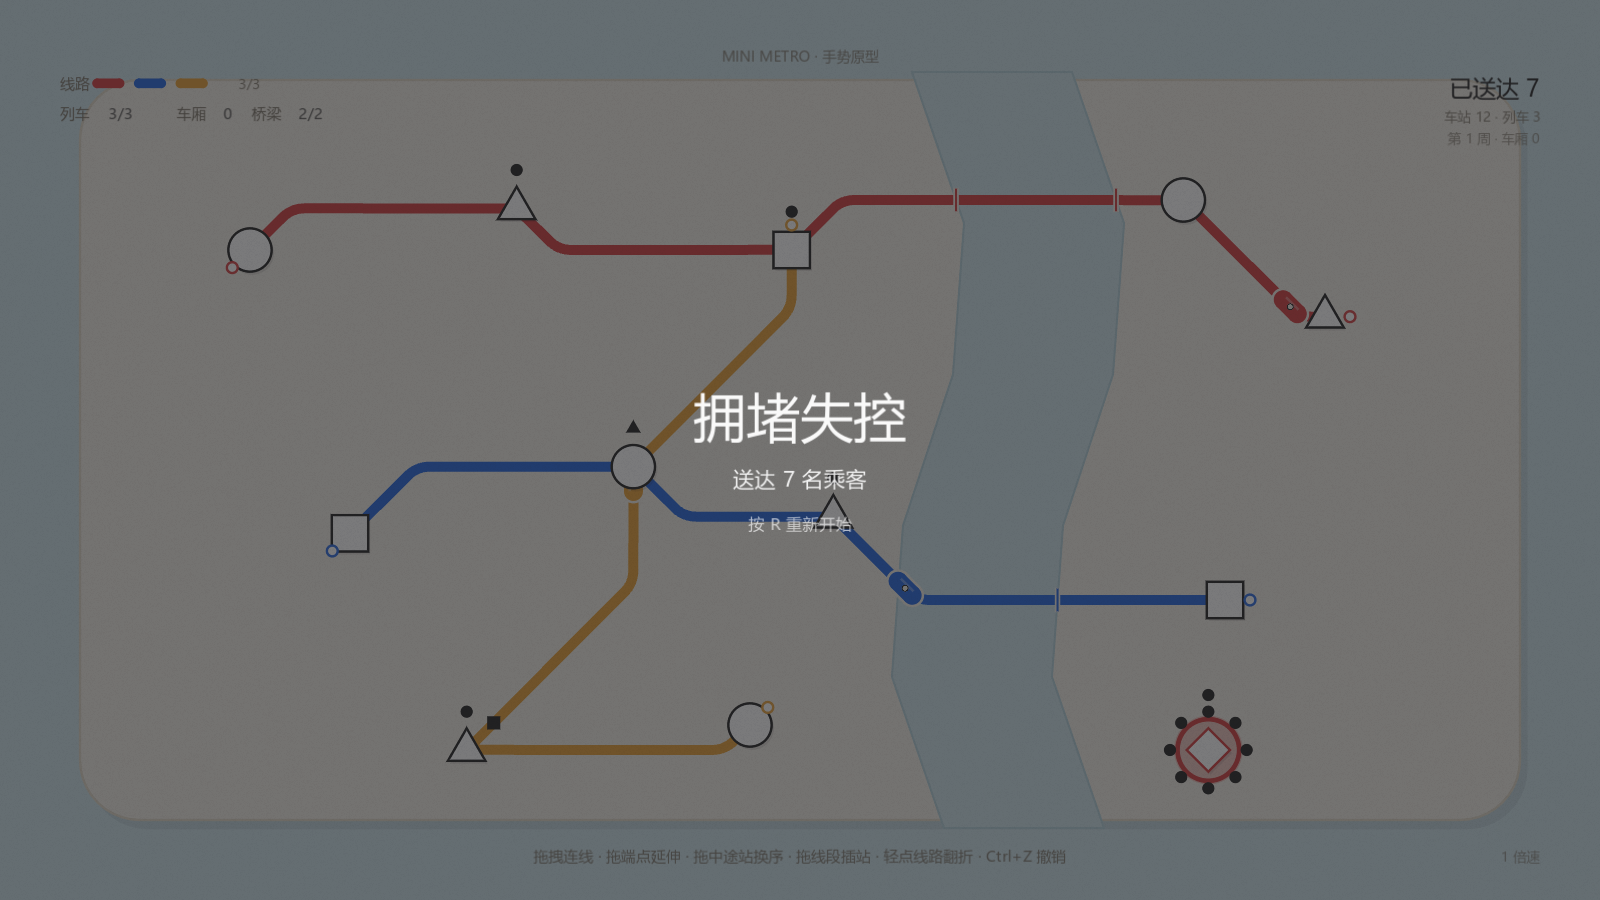 MINI METRO · 手势原型
线路 3/3
列车 3/3 车厢 0 桥梁 2/2
已送达 7
车站 12 · 列车 3
第 1 周 · 车厢 0
拥堵失控
送达 7 名乘客
按 R 重新开始
拖拽连线 · 拖端点延伸 · 拖中途站换序 · 拖线段插站 · 轻点线路翻折 · Ctrl+Z 撤销
1 倍速